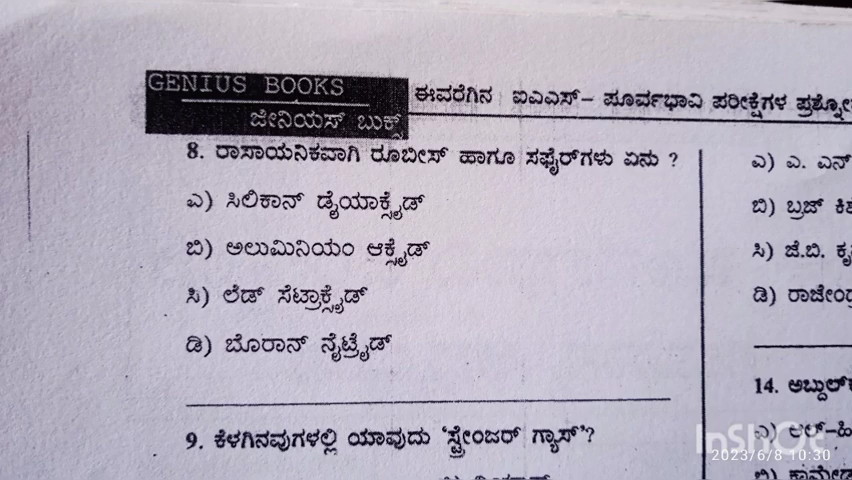 GENIUS BOOKS
ಜೀನಿಯಸ್ ಬುಕ್ಸ್
ಈವರೆಗಿನ ಐಎಎಸ್– ಪೂರ್ವಭಾವಿ ಪರೀಕ್ಷೆಗಳ
8. ರಾಸಾಯನಿಕವಾಗಿ ರೂಬೀಸ್ ಹಾಗೂ ಸಫೈರ್‌ಗಳು ಏನು ?
ಎ) ಸಿಲಿಕಾನ್ ಡೈಯಾಕ್ಸೈಡ್
ಬಿ) ಅಲುಮಿನಿಯಂ ಆಕ್ಸೈಡ್
ಸಿ) ಲೆಡ್ ಸೆಟ್ರಾಕ್ಸೈಡ್
ಡಿ) ಬೊರಾನ್ ನೈಟ್ರೈಡ್
9. ಕೆಳಗಿನವುಗಳಲ್ಲಿ ಯಾವುದು ‘ಸ್ಟ್ರೇಂಜರ್ ಗ್ಯಾಸ್’?
ಎ) ಎ. ಎನ್
ಬಿ) ಬ್ರಜ್
ಸಿ) ಜೆ.ಬಿ.
ಡಿ)
14.
ಎ)
ಬಿ)
InShOt
2023/6/8 10:30